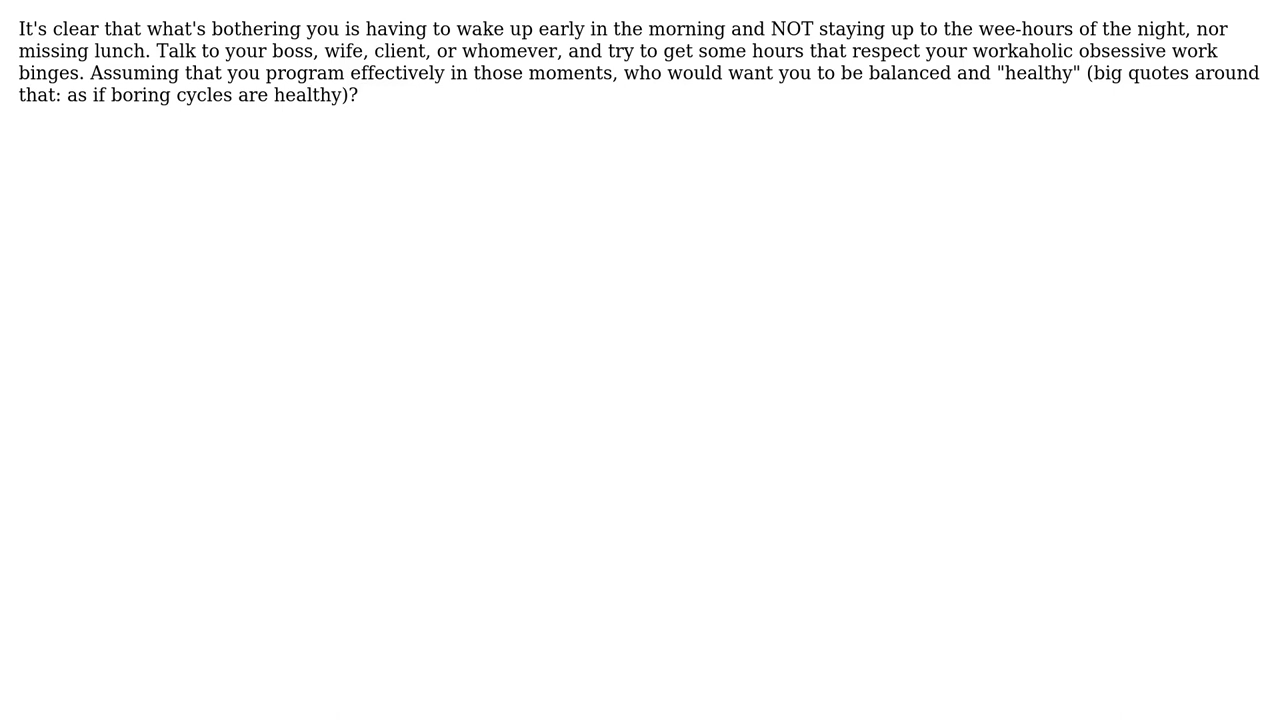 It's clear that what's bothering you is having to wake up early in the morning and NOT staying up to the wee-hours of the night, nor
missing lunch. Talk to your boss, wife, client, or whomever, and try to get some hours that respect your workaholic obsessive work
binges. Assuming that you program effectively in those moments, who would want you to be balanced and "healthy" (big quotes around
that: as if boring cycles are healthy)?